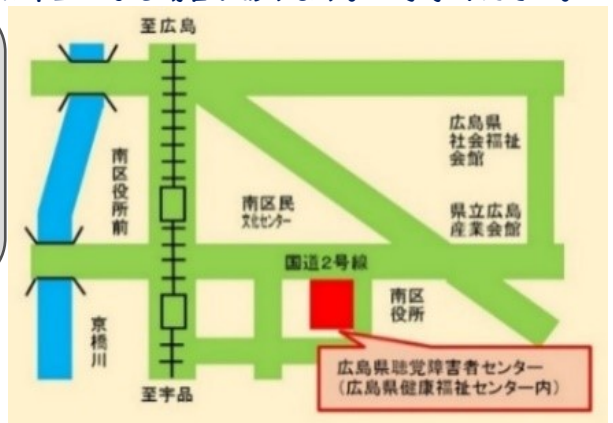 至広島
広島県
社会福祉
会館
南区役所前
南区民
文化センター
県立広島
産業会館
国道2号線
南区
役所
京橋川
広島県聴覚障害者センター
(広島県健康福祉センター内)
至宇品